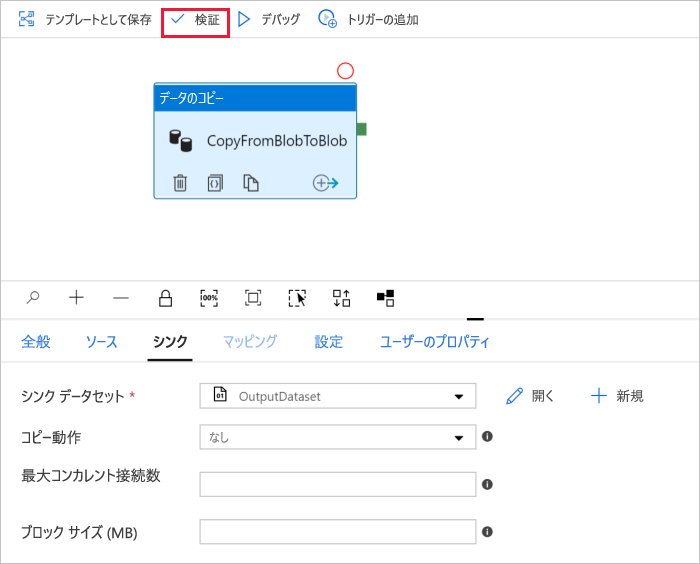 テンプレートとして保存 検証 デバッグ トリガーの追加
データのコピー
CopyFromBlobToBlob
100%
全般 ソース シンク マッピング 設定 ユーザーのプロパティ
シンク データセット * 01 OutputDataset 開く 新規
コピー動作 なし
最大コンカレント接続数
ブロック サイズ (MB)